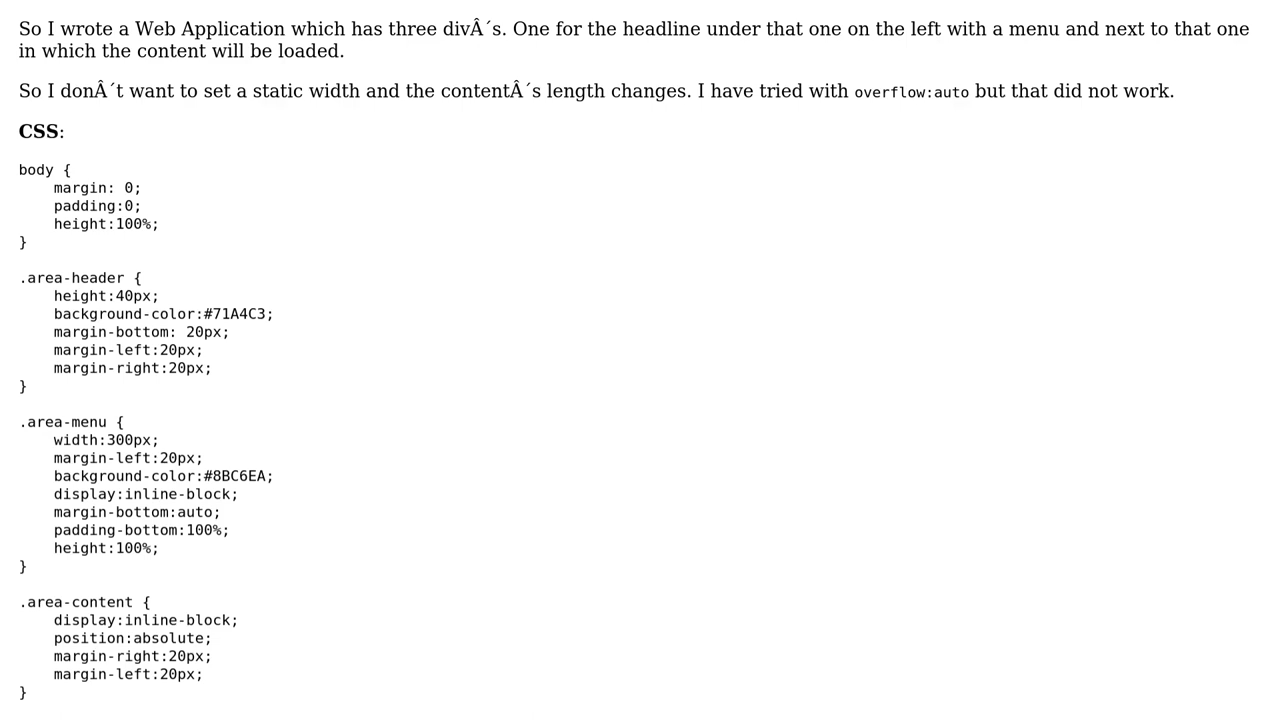 So I wrote a Web Application which has three divÂ´s. One for the headline under that one on the left with a menu and next to that one
in which the content will be loaded.
So I donÂ´t want to set a static width and the contentÂ´s length changes. I have tried with overflow:auto but that did not work.
CSS:
body {
    margin: 0;
    padding:0;
    height:100%;
}
.area-header {
    height:40px;
    background-color:#71A4C3;
    margin-bottom: 20px;
    margin-left:20px;
    margin-right:20px;
}
.area-menu {
    width:300px;
    margin-left:20px;
    background-color:#8BC6EA;
    display:inline-block;
    margin-bottom:auto;
    padding-bottom:100%;
    height:100%;
}
.area-content {
    display:inline-block;
    position:absolute;
    margin-right:20px;
    margin-left:20px;
}